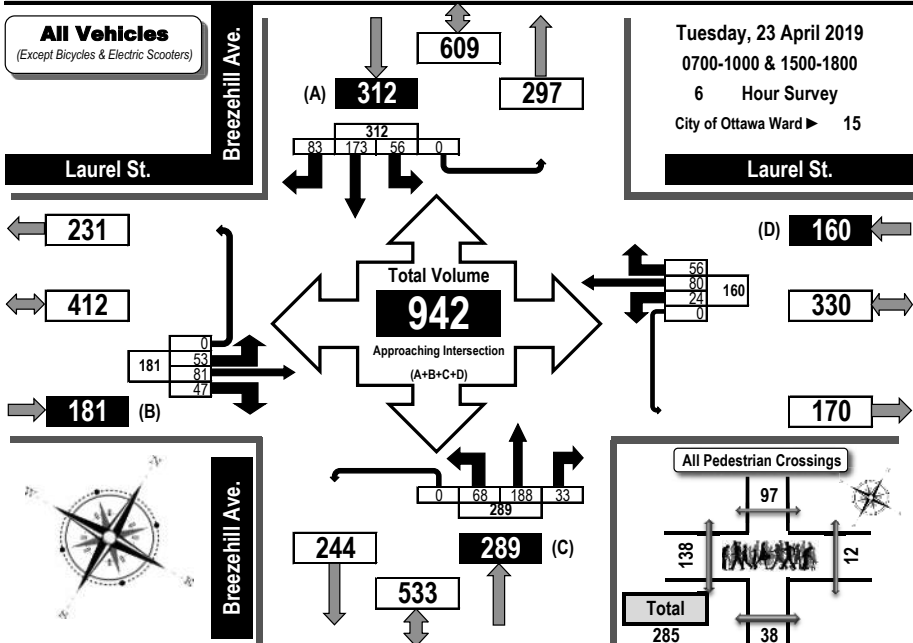 All Vehicles
(Except Bicycles & Electric Scooters)
Breezehill Ave.
Laurel St.
(A)
312
609
297
312
83 173 56 0
Tuesday, 23 April 2019
0700-1000 & 1500-1800
6 Hour Survey
City of Ottawa Ward ► 15
Laurel St.
231
412
181
0
53
81
47
181 (B)
Total Volume
942
Approaching Intersection
(A+B+C+D)
(D) 160
56
80
24
0
160
330
170
N
W
E
S
Breezehill Ave.
0 68 188 33
289
244
533
289 (C)
All Pedestrian Crossings
97
138
12
Total
285
38